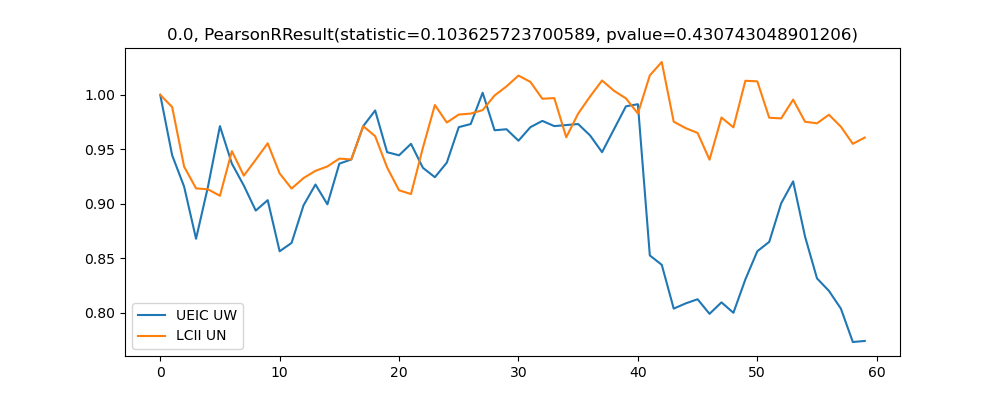 0.0, PearsonRResult(statistic=0.103625723700589, pvalue=0.430743048901206)
1.00
0.95
0.90
0.85
0.80
UEIC UW
LCII UN
0 10 20 30 40 50 60